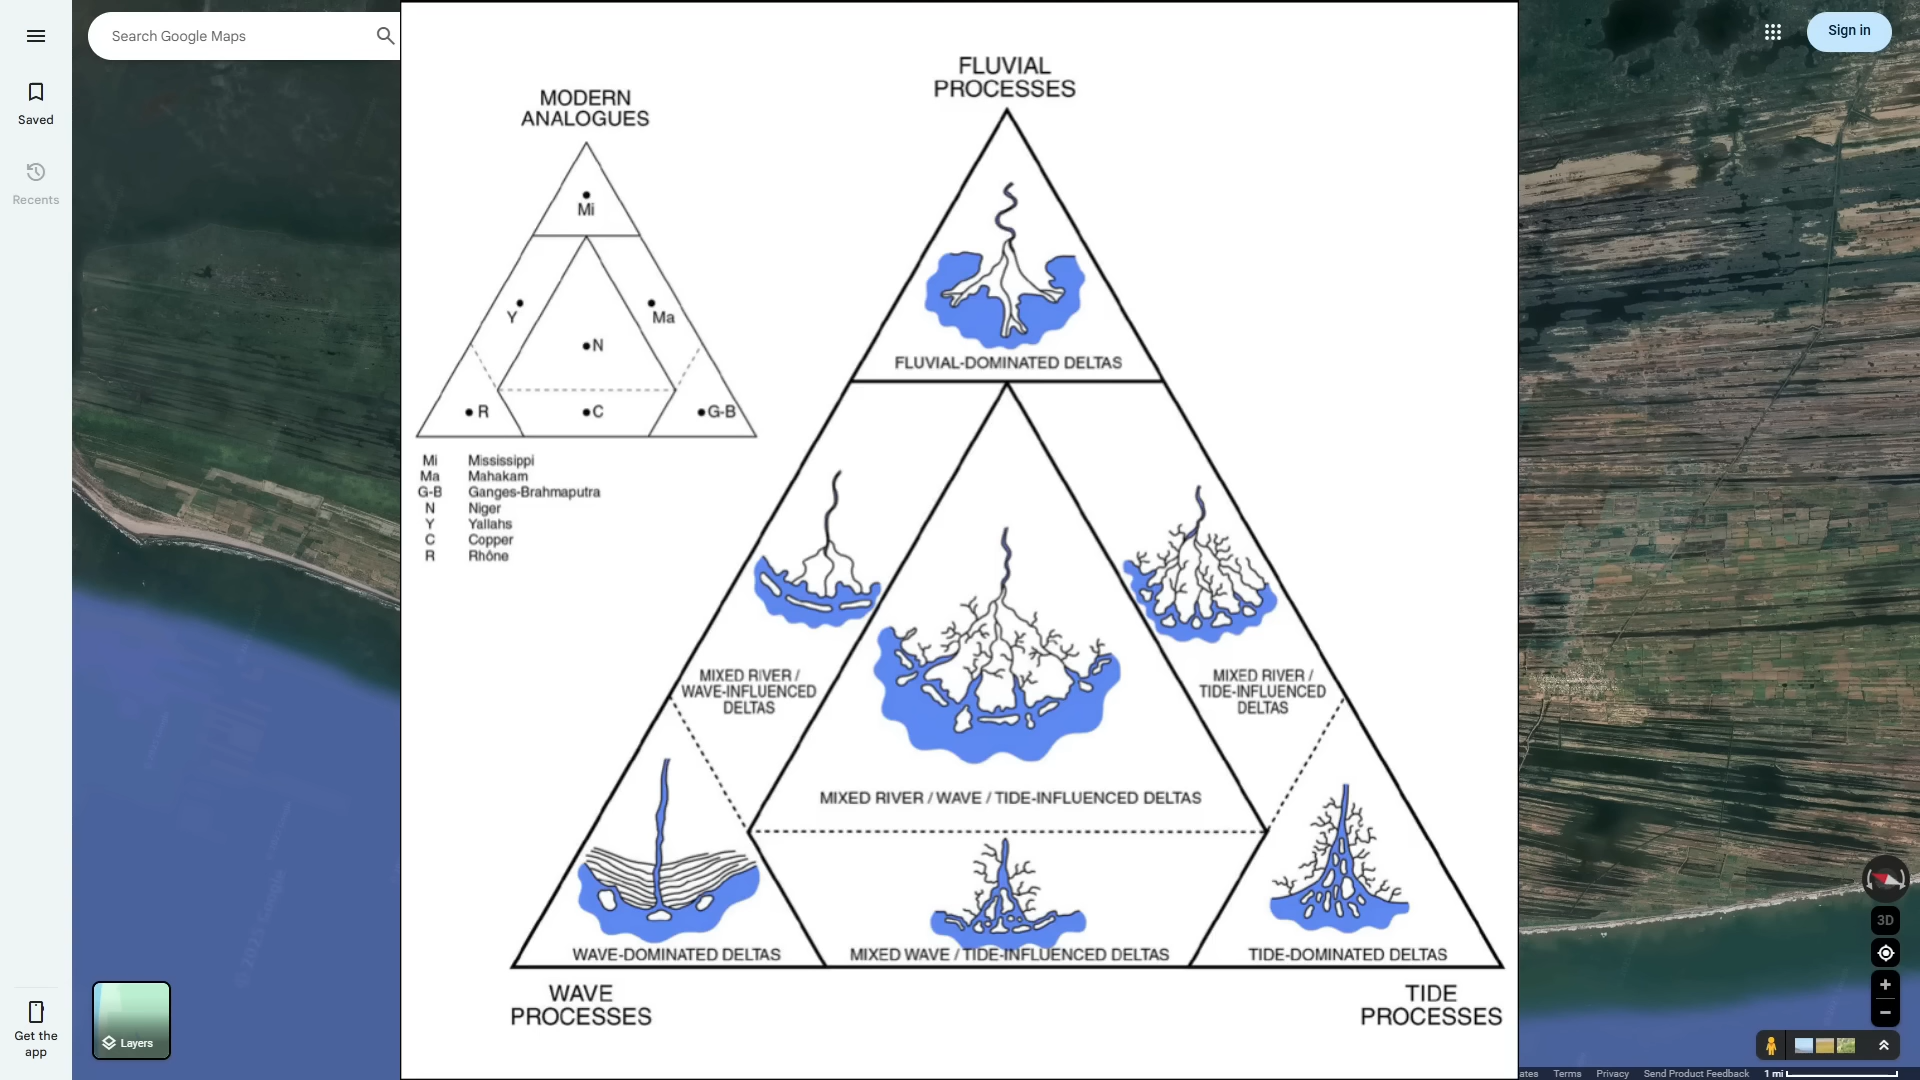 Search Google Maps
Sign in
Saved
Recents
Get the
app
Layers
MODERN
ANALOGUES
Mi
Y
Ma
N
R
C
G-B
Mi Mississippi
Ma Mahakam
G-B Ganges-Brahmaputra
N Niger
Y Yallahs
C Copper
R Rhône
FLUVIAL
PROCESSES
FLUVIAL-DOMINATED DELTAS
MIXED RIVER /
WAVE-INFLUENCED
DELTAS
MIXED RIVER /
TIDE-INFLUENCED
DELTAS
MIXED RIVER / WAVE / TIDE-INFLUENCED DELTAS
WAVE-DOMINATED DELTAS
MIXED WAVE / TIDE-INFLUENCED DELTAS
TIDE-DOMINATED DELTAS
WAVE
PROCESSES
TIDE
PROCESSES
3D
ates Terms Privacy Send Product Feedback 1 mi